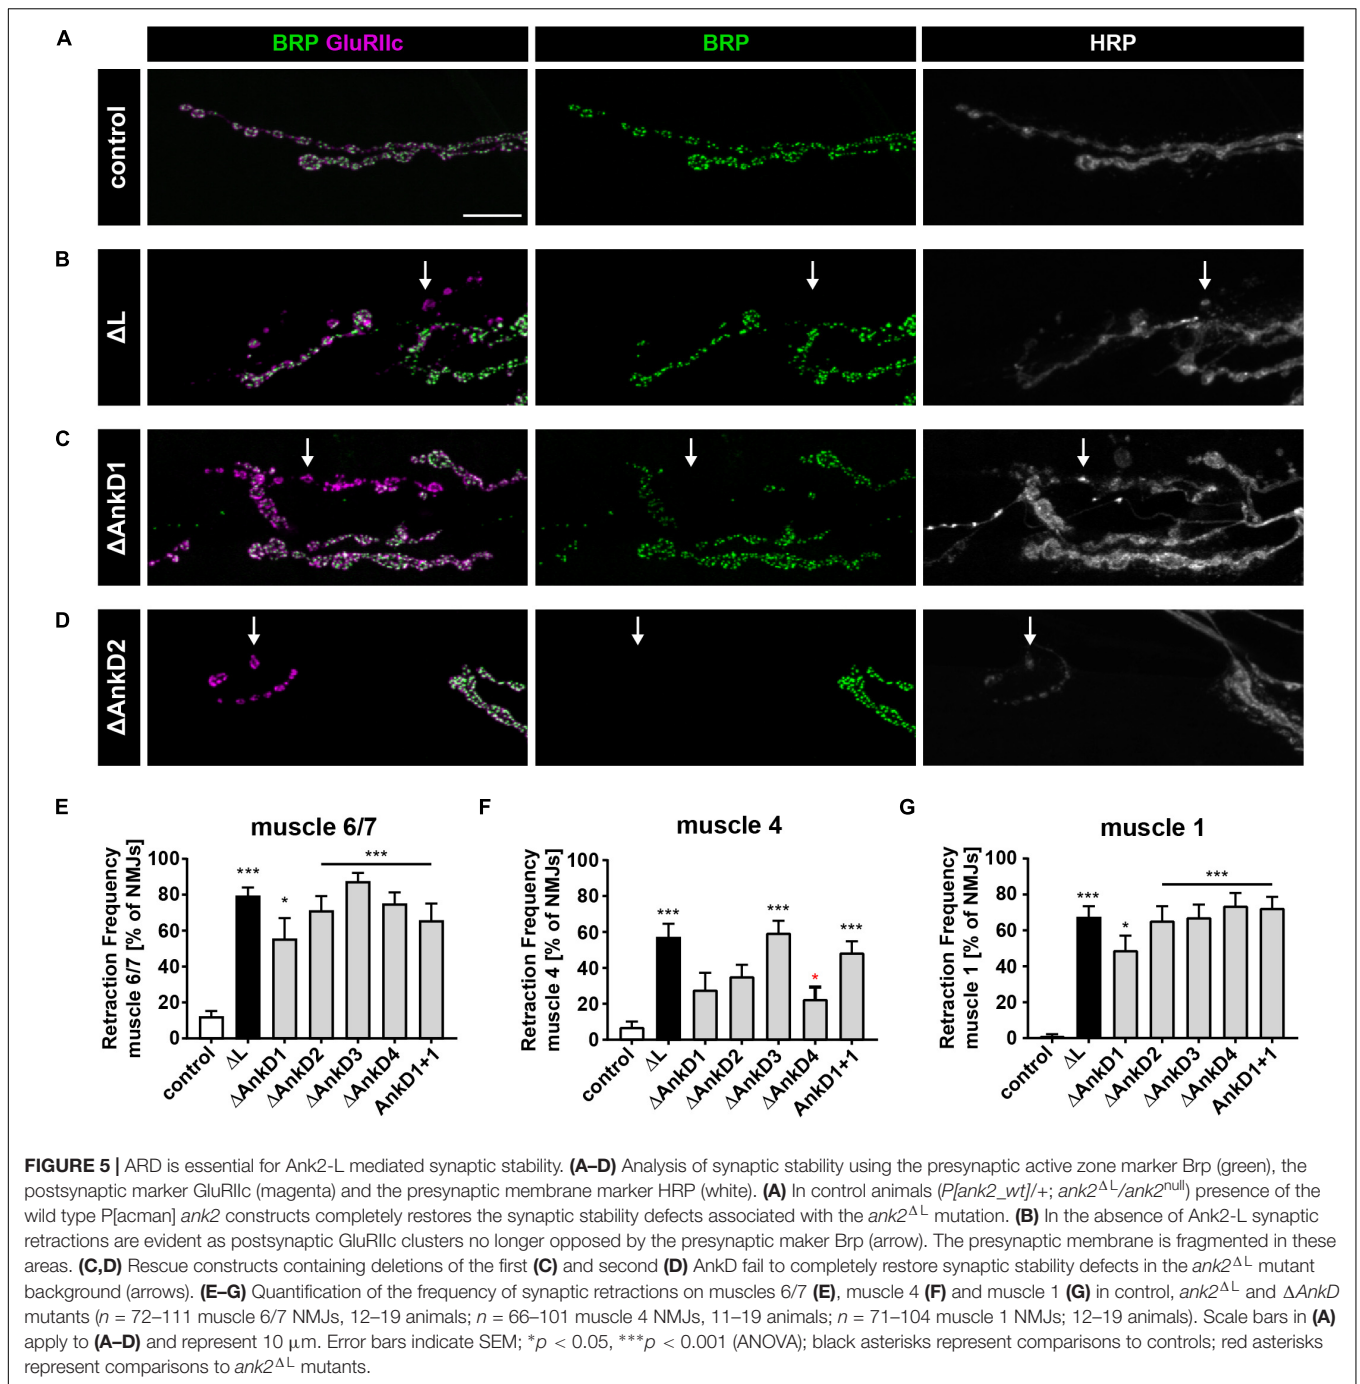 A
BRP GluRIIc
BRP
HRP
control
B
ΔL
C
ΔAnkD1
D
ΔAnkD2
E
muscle 6/7
Retraction Frequency
muscle 6/7 [% of NMJs]
100
80
60
40
20
0
***
*
***
control
ΔL
ΔAnkD1
ΔAnkD2
ΔAnkD3
ΔAnkD4
AnkD1+1
F
muscle 4
Retraction Frequency
muscle 4 [% of NMJs]
100
80
60
40
20
0
***
***
*
***
control
ΔL
ΔAnkD1
ΔAnkD2
ΔAnkD3
ΔAnkD4
AnkD1+1
G
muscle 1
Retraction Frequency
muscle 1 [% of NMJs]
100
80
60
40
20
0
***
*
***
control
ΔL
ΔAnkD1
ΔAnkD2
ΔAnkD3
ΔAnkD4
AnkD1+1
FIGURE 5 | ARD is essential for Ank2-L mediated synaptic stability. (A–D) Analysis of synaptic stability using the presynaptic active zone marker Brp (green), the
postsynaptic marker GluRIIc (magenta) and the presynaptic membrane marker HRP (white). (A) In control animals (P[ank2_wt]/+; ank2ΔL/ank2null) presence of the
wild type P[acman] ank2 constructs completely restores the synaptic stability defects associated with the ank2ΔL mutation. (B) In the absence of Ank2-L synaptic
retractions are evident as postsynaptic GluRIIc clusters no longer opposed by the presynaptic maker Brp (arrow). The presynaptic membrane is fragmented in these
areas. (C,D) Rescue constructs containing deletions of the first (C) and second (D) AnkD fail to completely restore synaptic stability defects in the ank2ΔL mutant
background (arrows). (E–G) Quantification of the frequency of synaptic retractions on muscles 6/7 (E), muscle 4 (F) and muscle 1 (G) in control, ank2ΔL and ΔAnkD
mutants (n = 72–111 muscle 6/7 NMJs, 12–19 animals; n = 66–101 muscle 4 NMJs, 11–19 animals; n = 71–104 muscle 1 NMJs; 12–19 animals). Scale bars in (A)
apply to (A–D) and represent 10 μm. Error bars indicate SEM; *p < 0.05, ***p < 0.001 (ANOVA); black asterisks represent comparisons to controls; red asterisks
represent comparisons to ank2ΔL mutants.